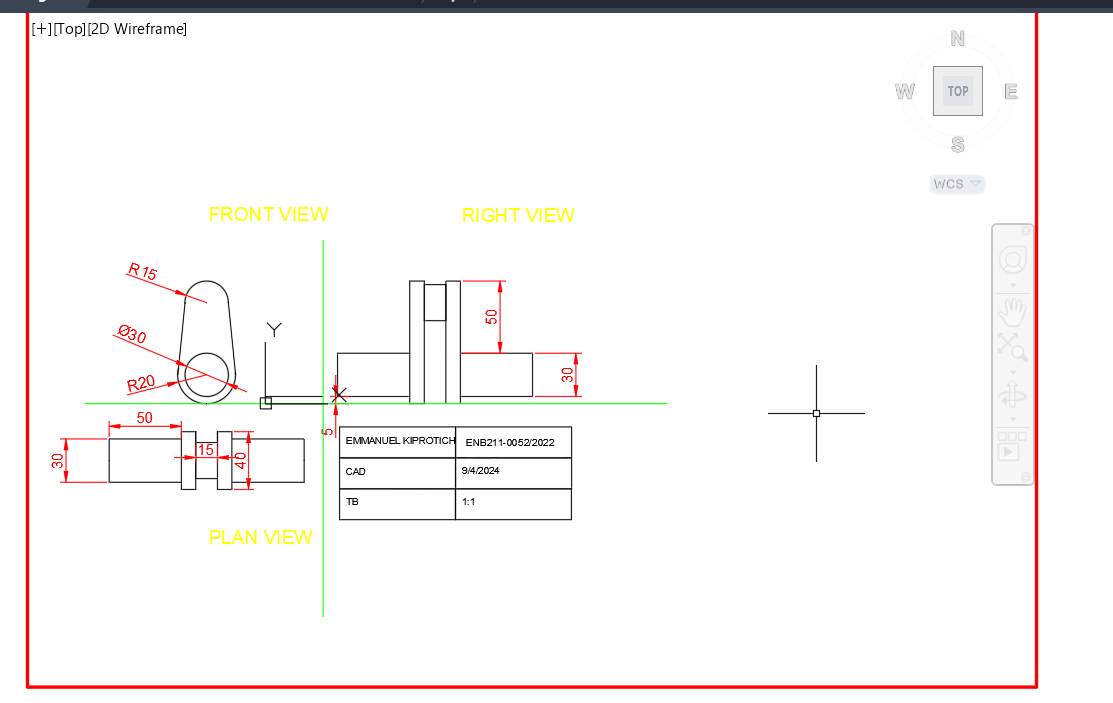 [+][Top][2D Wireframe]
N
W TOP E
S
WCS
FRONT VIEW RIGHT VIEW
R15
50
Y
Ø30
30
R20
X
50
5
EMMANUEL KIPROTICH ENB211-0052/2022
30
15
40
CAD 9/4/2024
TB 1:1
PLAN VIEW